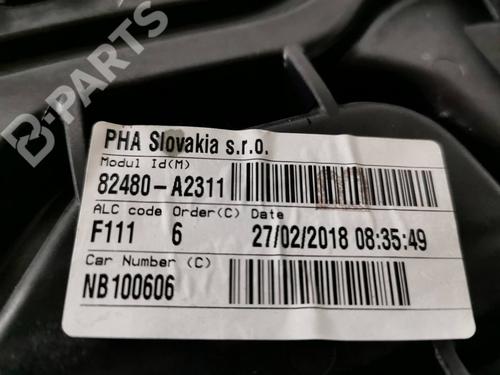 B-PARTS
PHA Slovakia s.r.o.
Modul Id(M)
82480-A2311
ALC code Order(C) Date
F111 6 27/02/2018 08:35:49
Car Number (C)
NB100606